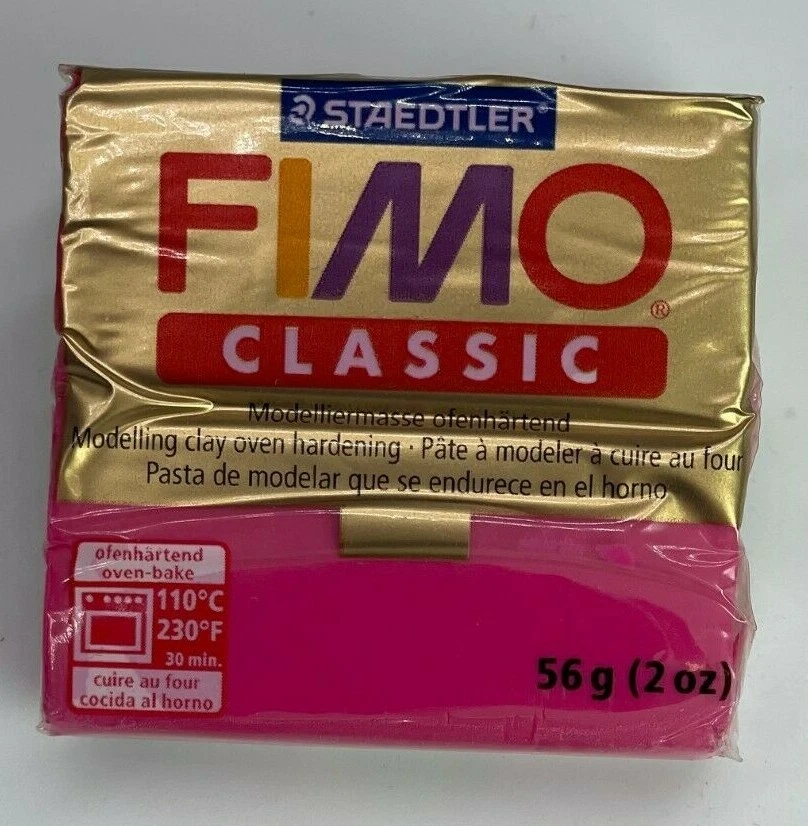 STAEDTLER®
FIMO®
CLASSIC
Modelliermasse ofenhärtend
Modelling clay oven hardening · Pâte à modeler à cuire au four
Pasta de modelar que se endurece en el horno
ofenhärtend
oven-bake
110°C
230°F
30 min.
cuire au four
cocida al horno
56 g (2 oz)